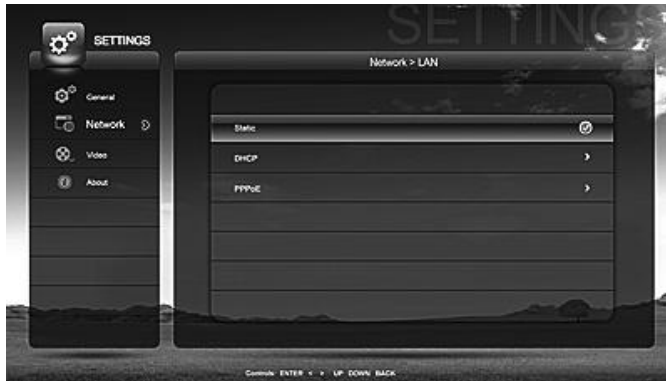 SETTINGS
SETTINGS
Network > LAN
General
Network
Video
About
Static
DHCP
PPPoE
Controls: ENTER < > UP DOWN BACK